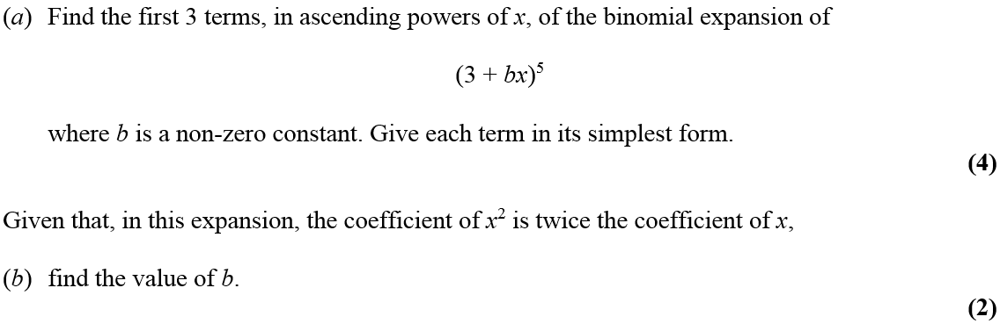 (a) Find the first 3 terms, in ascending powers of x, of the binomial expansion of
(3 + bx)⁵
where b is a non-zero constant. Give each term in its simplest form.
(4)
Given that, in this expansion, the coefficient of x² is twice the coefficient of x,
(b) find the value of b.
(2)